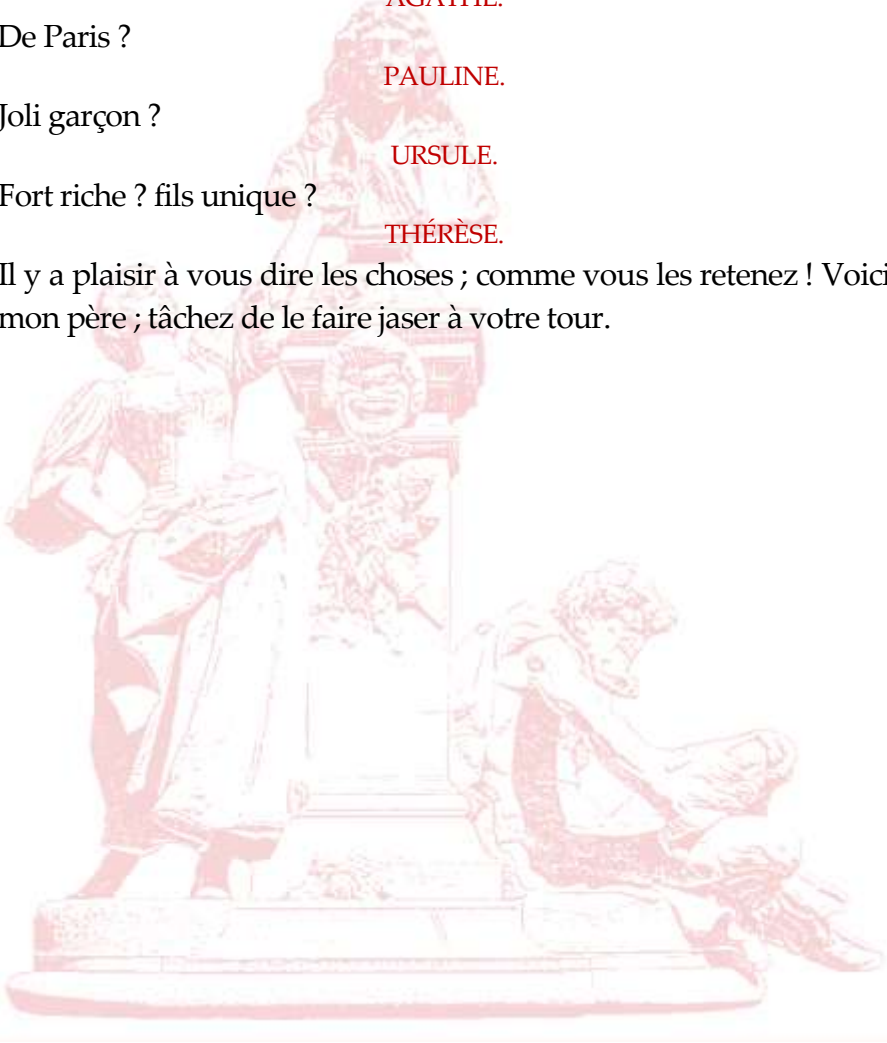 AGATHE.
De Paris ?
PAULINE.
Joli garçon ?
URSULE.
Fort riche ? fils unique ?
THÉRÈSE.
Il y a plaisir à vous dire les choses ; comme vous les retenez ! Voici
mon père ; tâchez de le faire jaser à votre tour.